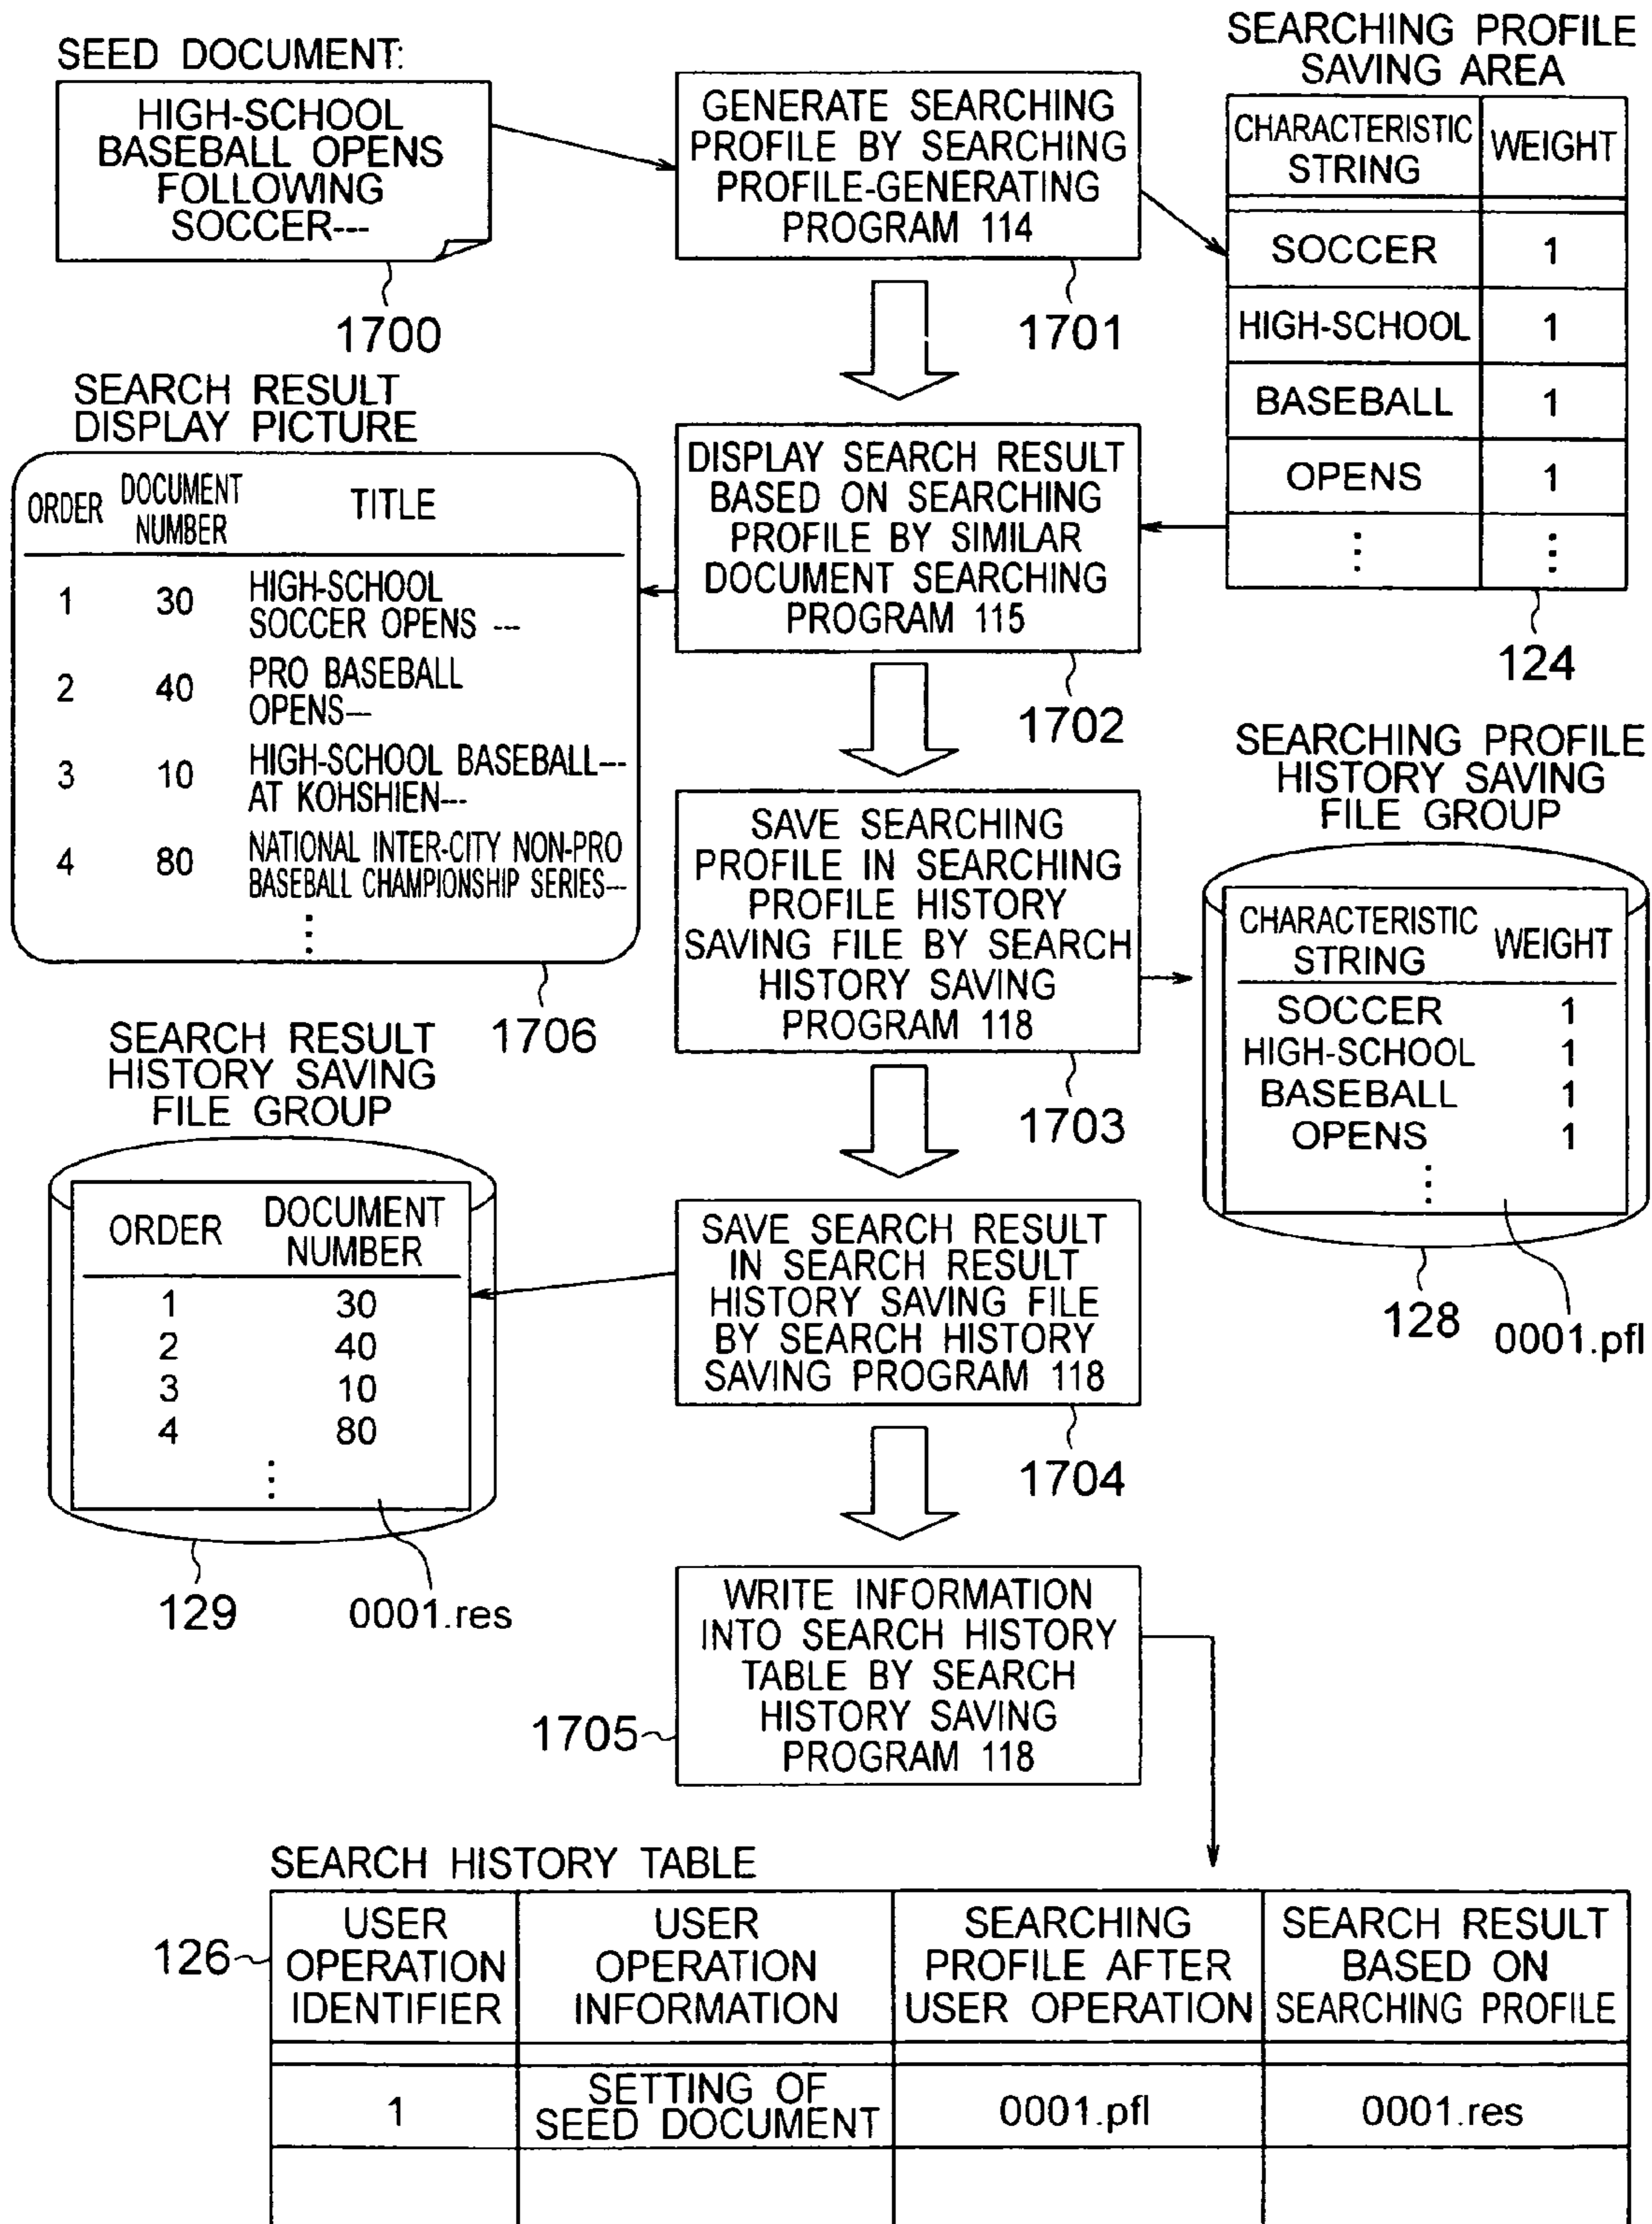 SEED DOCUMENT:
HIGH-SCHOOL
BASEBALL OPENS
FOLLOWING
SOCCER---
1700
GENERATE SEARCHING
PROFILE BY SEARCHING
PROFILE-GENERATING
PROGRAM 114
1701
SEARCHING PROFILE
SAVING AREA
CHARACTERISTIC
STRING
WEIGHT
SOCCER 1
HIGH-SCHOOL 1
BASEBALL 1
OPENS 1
⋮ ⋮
124
SEARCH RESULT
DISPLAY PICTURE
ORDER
DOCUMENT
NUMBER
TITLE
1 30 HIGH-SCHOOL
SOCCER OPENS ---
2 40 PRO BASEBALL
OPENS---
3 10 HIGH-SCHOOL BASEBALL---
AT KOHSHIEN---
4 80 NATIONAL INTER-CITY NON-PRO
BASEBALL CHAMPIONSHIP SERIES---
⋮
1706
DISPLAY SEARCH RESULT
BASED ON SEARCHING
PROFILE BY SIMILAR
DOCUMENT SEARCHING
PROGRAM 115
1702
SAVE SEARCHING
PROFILE IN SEARCHING
PROFILE HISTORY
SAVING FILE BY SEARCH
HISTORY SAVING
PROGRAM 118
1703
SEARCHING PROFILE
HISTORY SAVING
FILE GROUP
CHARACTERISTIC
STRING
WEIGHT
SOCCER 1
HIGH-SCHOOL 1
BASEBALL 1
OPENS 1
⋮
128
0001.pfl
SEARCH RESULT
HISTORY SAVING
FILE GROUP
ORDER
DOCUMENT
NUMBER
1 30
2 40
3 10
4 80
⋮
129
0001.res
SAVE SEARCH RESULT
IN SEARCH RESULT
HISTORY SAVING FILE
BY SEARCH HISTORY
SAVING PROGRAM 118
1704
WRITE INFORMATION
INTO SEARCH HISTORY
TABLE BY SEARCH
HISTORY SAVING
PROGRAM 118
1705
SEARCH HISTORY TABLE
126
USER
OPERATION
IDENTIFIER
USER
OPERATION
INFORMATION
SEARCHING
PROFILE AFTER
USER OPERATION
SEARCH RESULT
BASED ON
SEARCHING PROFILE
1
SETTING OF
SEED DOCUMENT
0001.pfl
0001.res